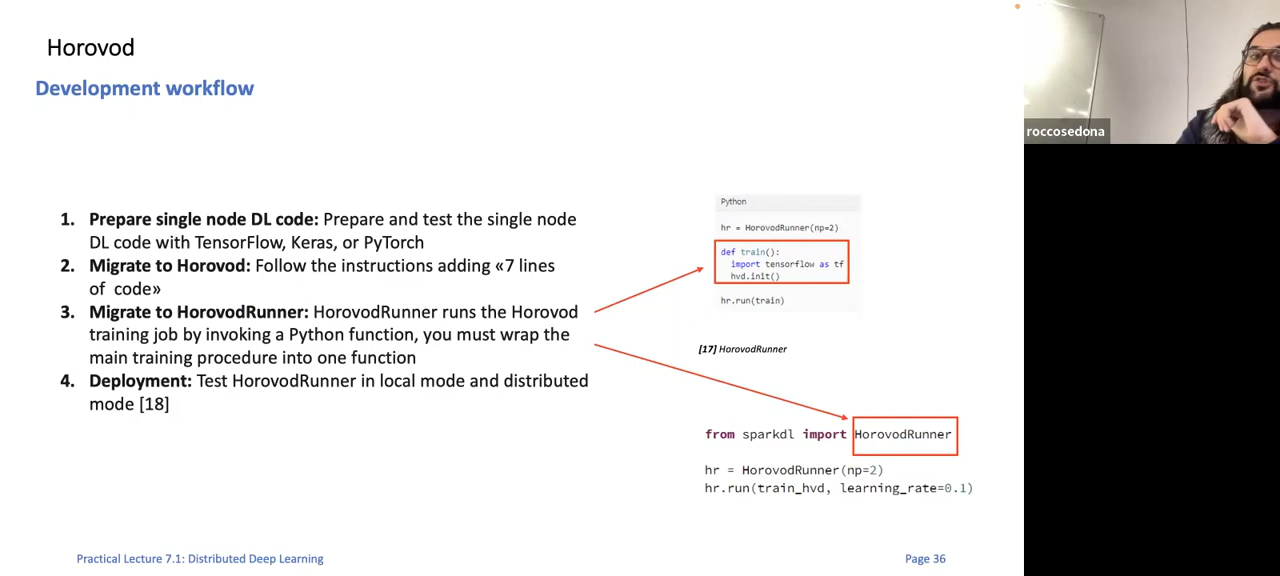 Horovod
Development workflow
roccosedona
1. Prepare single node DL code: Prepare and test the single node
DL code with TensorFlow, Keras, or PyTorch
2. Migrate to Horovod: Follow the instructions adding «7 lines
of code»
3. Migrate to HorovodRunner: HorovodRunner runs the Horovod
training job by invoking a Python function, you must wrap the
main training procedure into one function
4. Deployment: Test HorovodRunner in local mode and distributed
mode [18]
Python
hr = HorovodRunner(np=2)
def train():
import tensorflow as tf
hvd.init()
hr.run(train)
[17] HorovodRunner
from sparkdl import HorovodRunner
hr = HorovodRunner(np=2)
hr.run(train_hvd, learning_rate=0.1)
Practical Lecture 7.1: Distributed Deep Learning
Page 36